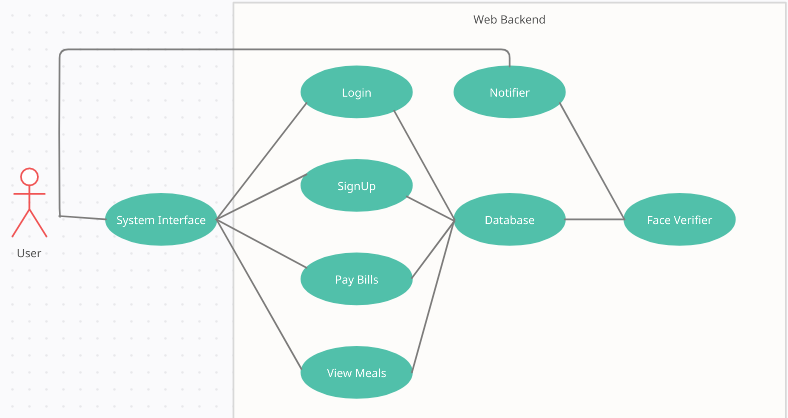 Web Backend
Login
Notifier
SignUp
System Interface
Database
Face Verifier
User
Pay Bills
View Meals